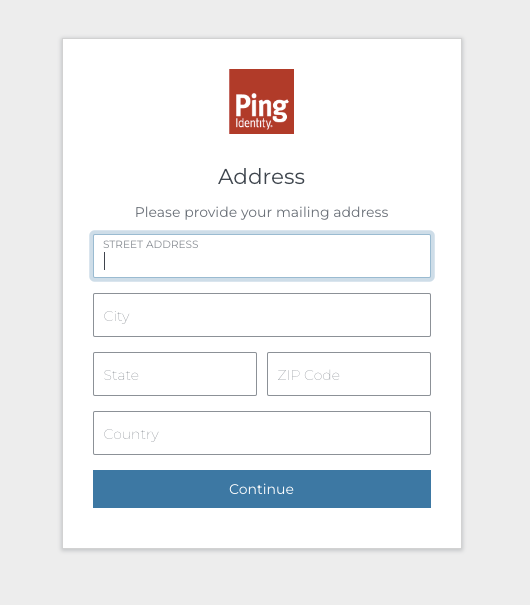 Ping
Identity.
Address
Please provide your mailing address
STREET ADDRESS
City
State
ZIP Code
Country
Continue